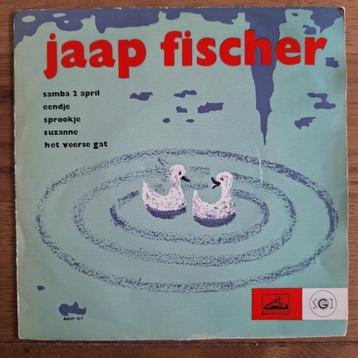 jaap fischer
samba 2 april
eendje
sprookje
suzanne
het veerse gat